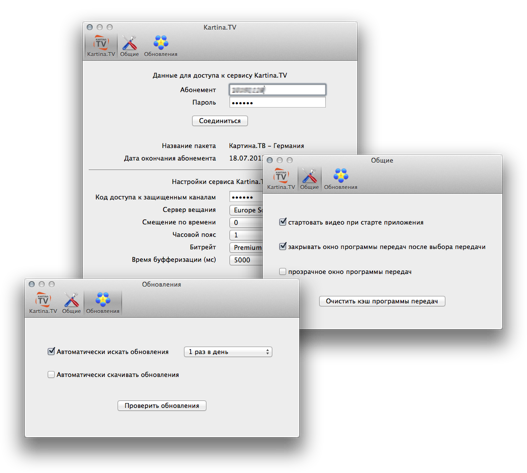 Kartina.TV
TV
Kartina.TV Общие Обновления
Данные для доступа к сервису Kartina.TV
Абонемент
Пароль ••••••
Соединиться
Название пакета Картина.ТВ – Германия
Дата окончания абонемента 18.07.201
Настройки сервиса Kartina.T
Код доступа к защищенным каналам ••••••
Сервер вещания Europe Se
Смещение по времени 0
Часовой пояс 1
Битрейт Premium
Время буфферизации (мс) 5000
Общие
TV
Kartina.TV Общие Обновления
стартовать видео при старте приложения
закрывать окно программы передач после выбора передачи
прозрачное окно программы передач
Очистить кэш программы передач
Обновления
TV
Kartina.TV Общие Обновления
Автоматически искать обновления 1 раз в день
Автоматически скачивать обновления
Проверить обновления